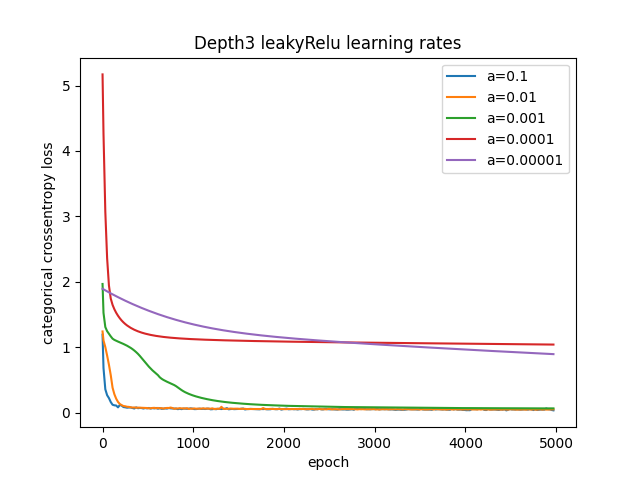 Depth3 leakyRelu learning rates
categorical crossentropy loss
5
4
3
2
1
0
a=0.1
a=0.01
a=0.001
a=0.0001
a=0.00001
0 1000 2000 3000 4000 5000
epoch